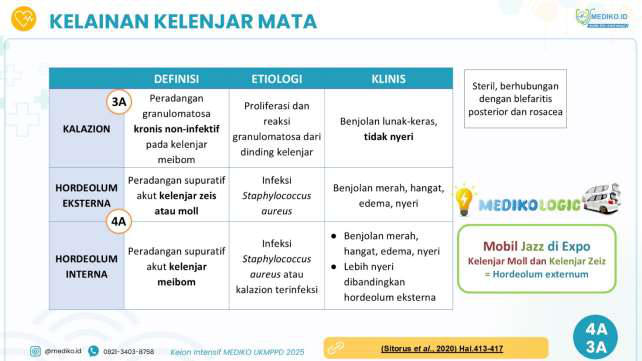 KELAINAN KELENJAR MATA
MEDIKO.ID
DEFINISI
ETIOLOGI
KLINIS
KALAZION
3A
Peradangan
granulomatosa
kronis non-infektif
pada kelenjar
meibom
Proliferasi dan
reaksi
granulomatosa dari
dinding kelenjar
Benjolan lunak-keras,
tidak nyeri
Steril, berhubungan
dengan blefaritis
posterior dan rosacea
HORDEOLUM
EKSTERNA
Peradangan supuratif
akut kelenjar zeis
atau moll
Infeksi
Staphylococcus
aureus
Benjolan merah, hangat,
edema, nyeri
4A
HORDEOLUM
INTERNA
Peradangan supuratif
akut kelenjar
meibom
Infeksi
Staphylococcus
aureus atau
kalazion terinfeksi
● Benjolan merah,
hangat, edema, nyeri
● Lebih nyeri
dibandingkan
hordeolum eksterna
MEDIKOLOGIC
Mobil Jazz di Expo
Kelenjar Moll dan Kelenjar Zeiz
= Hordeolum externum
4A
3A
@mediko.id
0821-3403-8758
Kelon Intensif MEDIKO UKMPPD 2025
(Sitorus et al., 2020) Hal.413-417